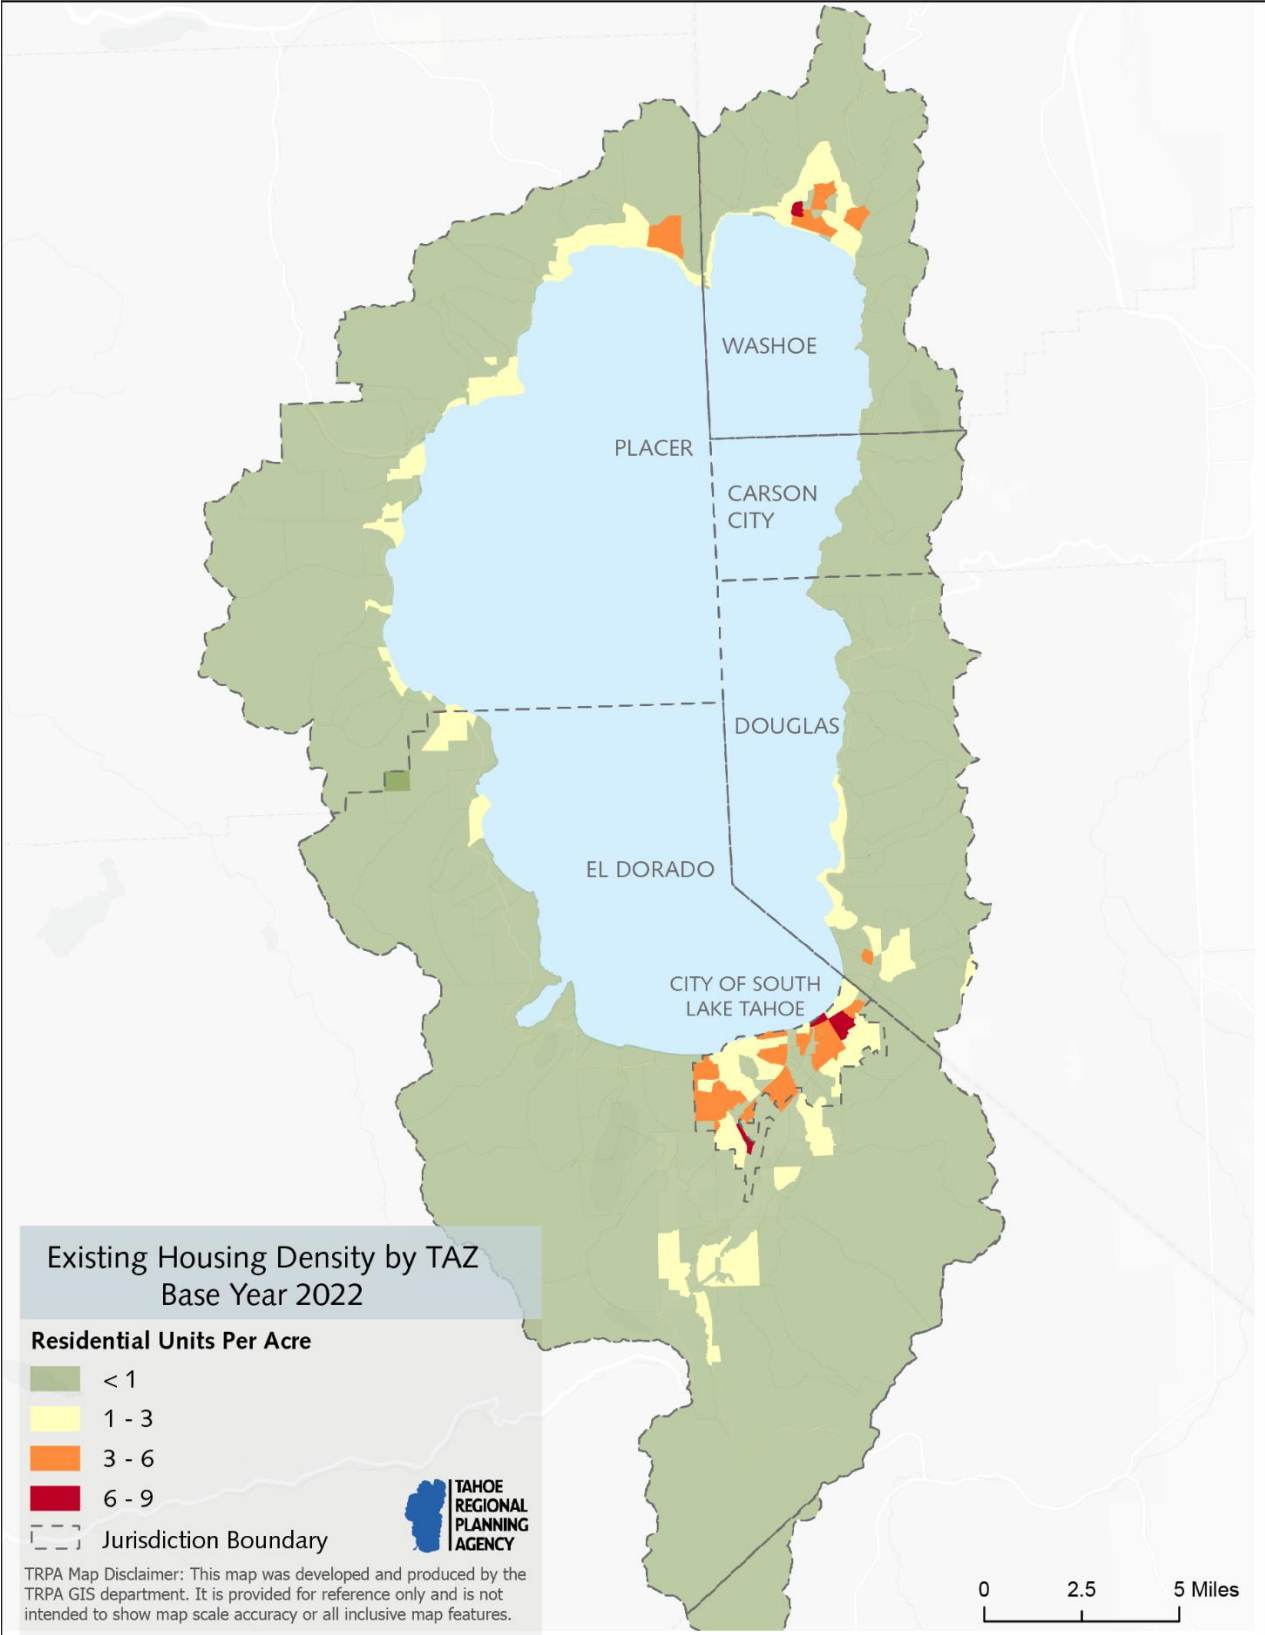 WASHOE
PLACER
CARSON
CITY
DOUGLAS
EL DORADO
CITY OF SOUTH
LAKE TAHOE
Existing Housing Density by TAZ
Base Year 2022
Residential Units Per Acre
< 1
1 - 3
3 - 6
6 - 9
Jurisdiction Boundary
TAHOE
REGIONAL
PLANNING
AGENCY
TRPA Map Disclaimer: This map was developed and produced by the
TRPA GIS department. It is provided for reference only and is not
intended to show map scale accuracy or all inclusive map features.
0 2.5 5 Miles